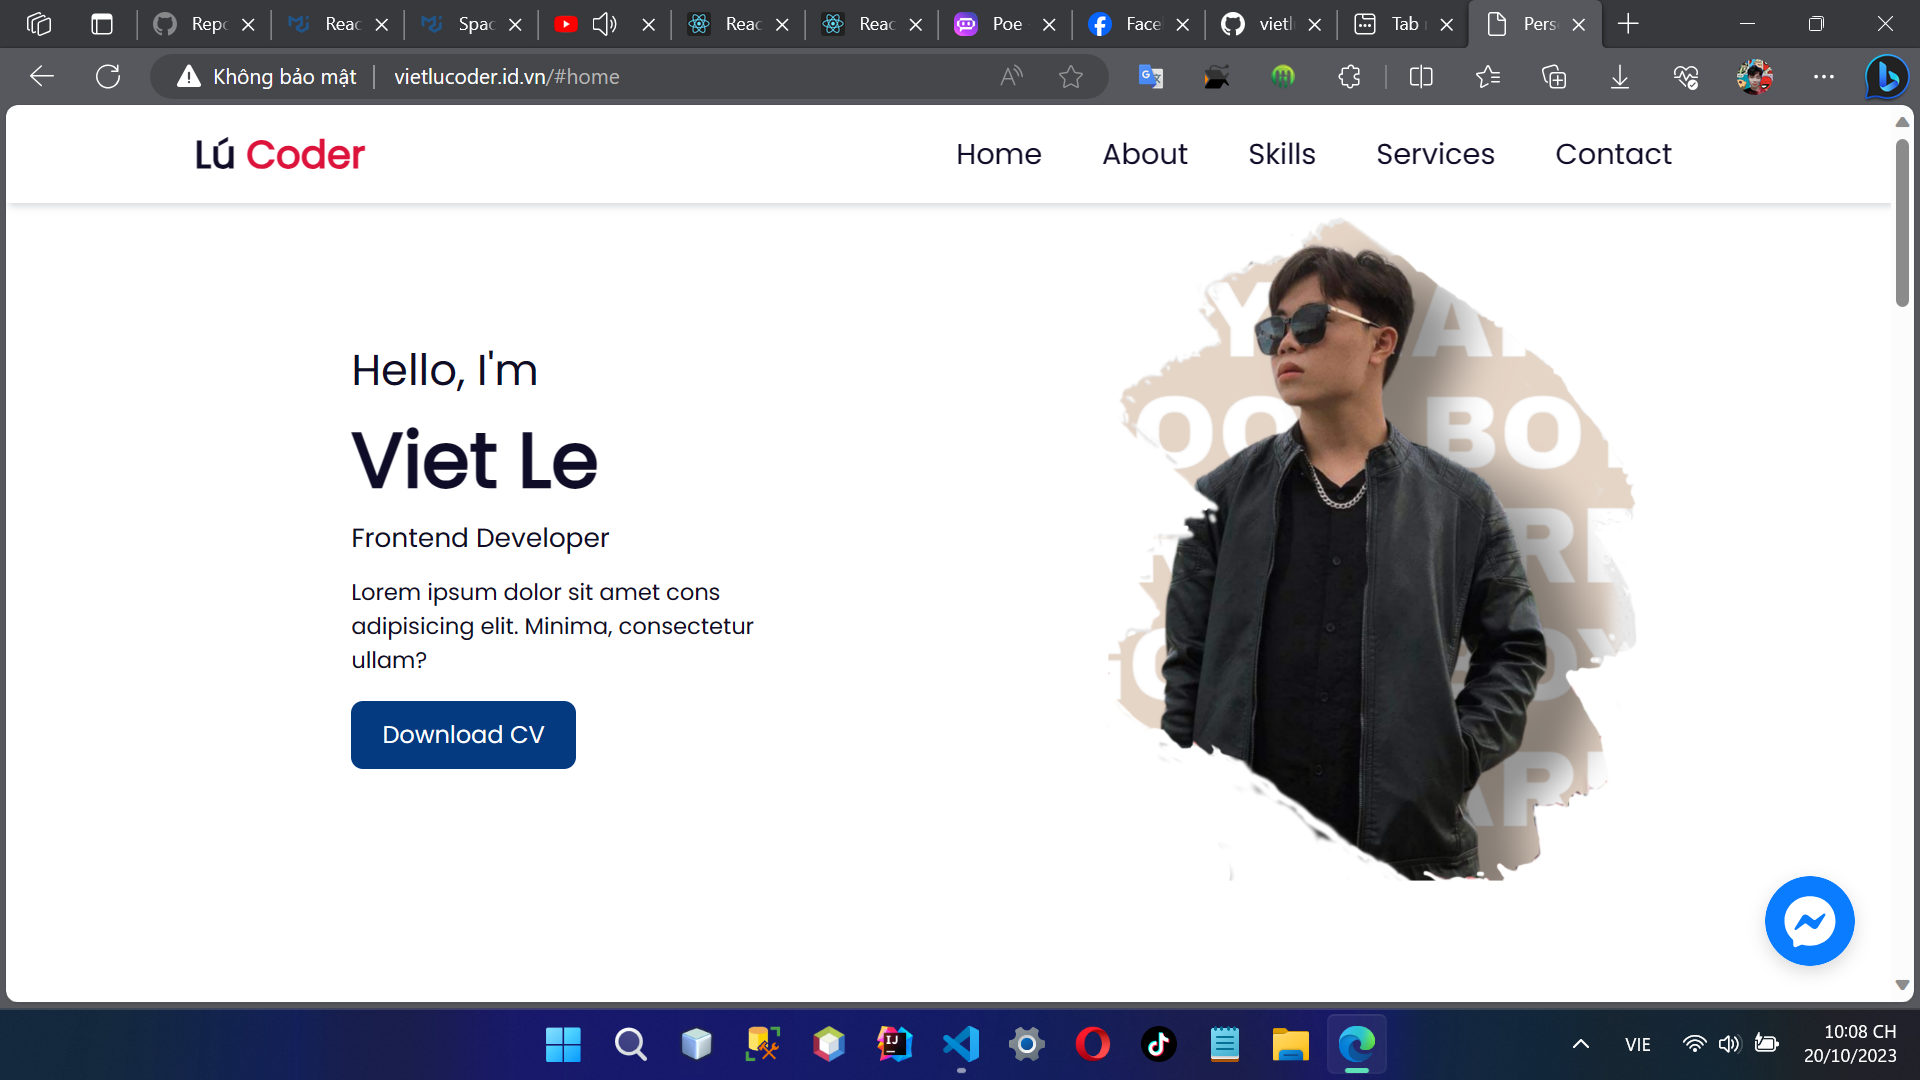 Repo
Reac
Spac
Reac
Reac
Poe
Face
vietl
Tab
Pers
Không bảo mật
vietlucoder.id.vn/#home
Lú Coder
Home About Skills Services Contact
Hello, I'm
Viet Le
Frontend Developer
Lorem ipsum dolor sit amet cons
adipisicing elit. Minima, consectetur
ullam?
Download CV
BO
VIE
10:08 CH
20/10/2023